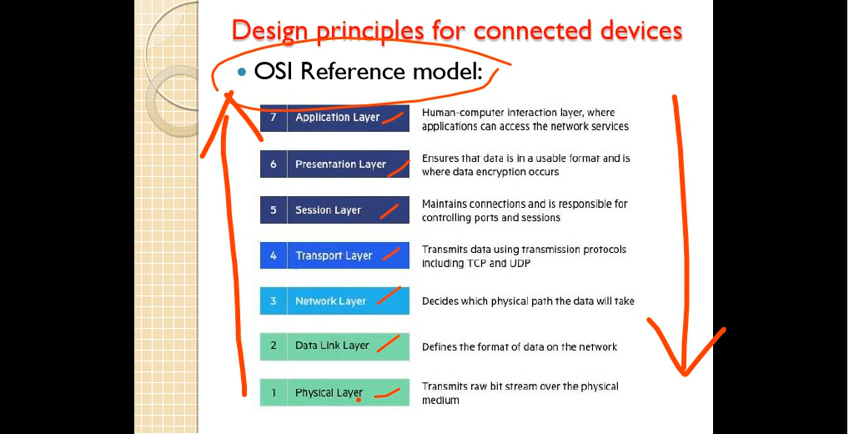 Design principles for connected devices
• OSI Reference model:
7 Application Layer
Human-computer interaction layer, where
applications can access the network services
6 Presentation Layer
Ensures that data is in a usable format and is
where data encryption occurs
5 Session Layer
Maintains connections and is responsible for
controlling ports and sessions
4 Transport Layer
Transmits data using transmission protocols
including TCP and UDP
3 Network Layer
Decides which physical path the data will take
2 Data Link Layer
Defines the format of data on the network
1 Physical Layer
Transmits raw bit stream over the physical
medium